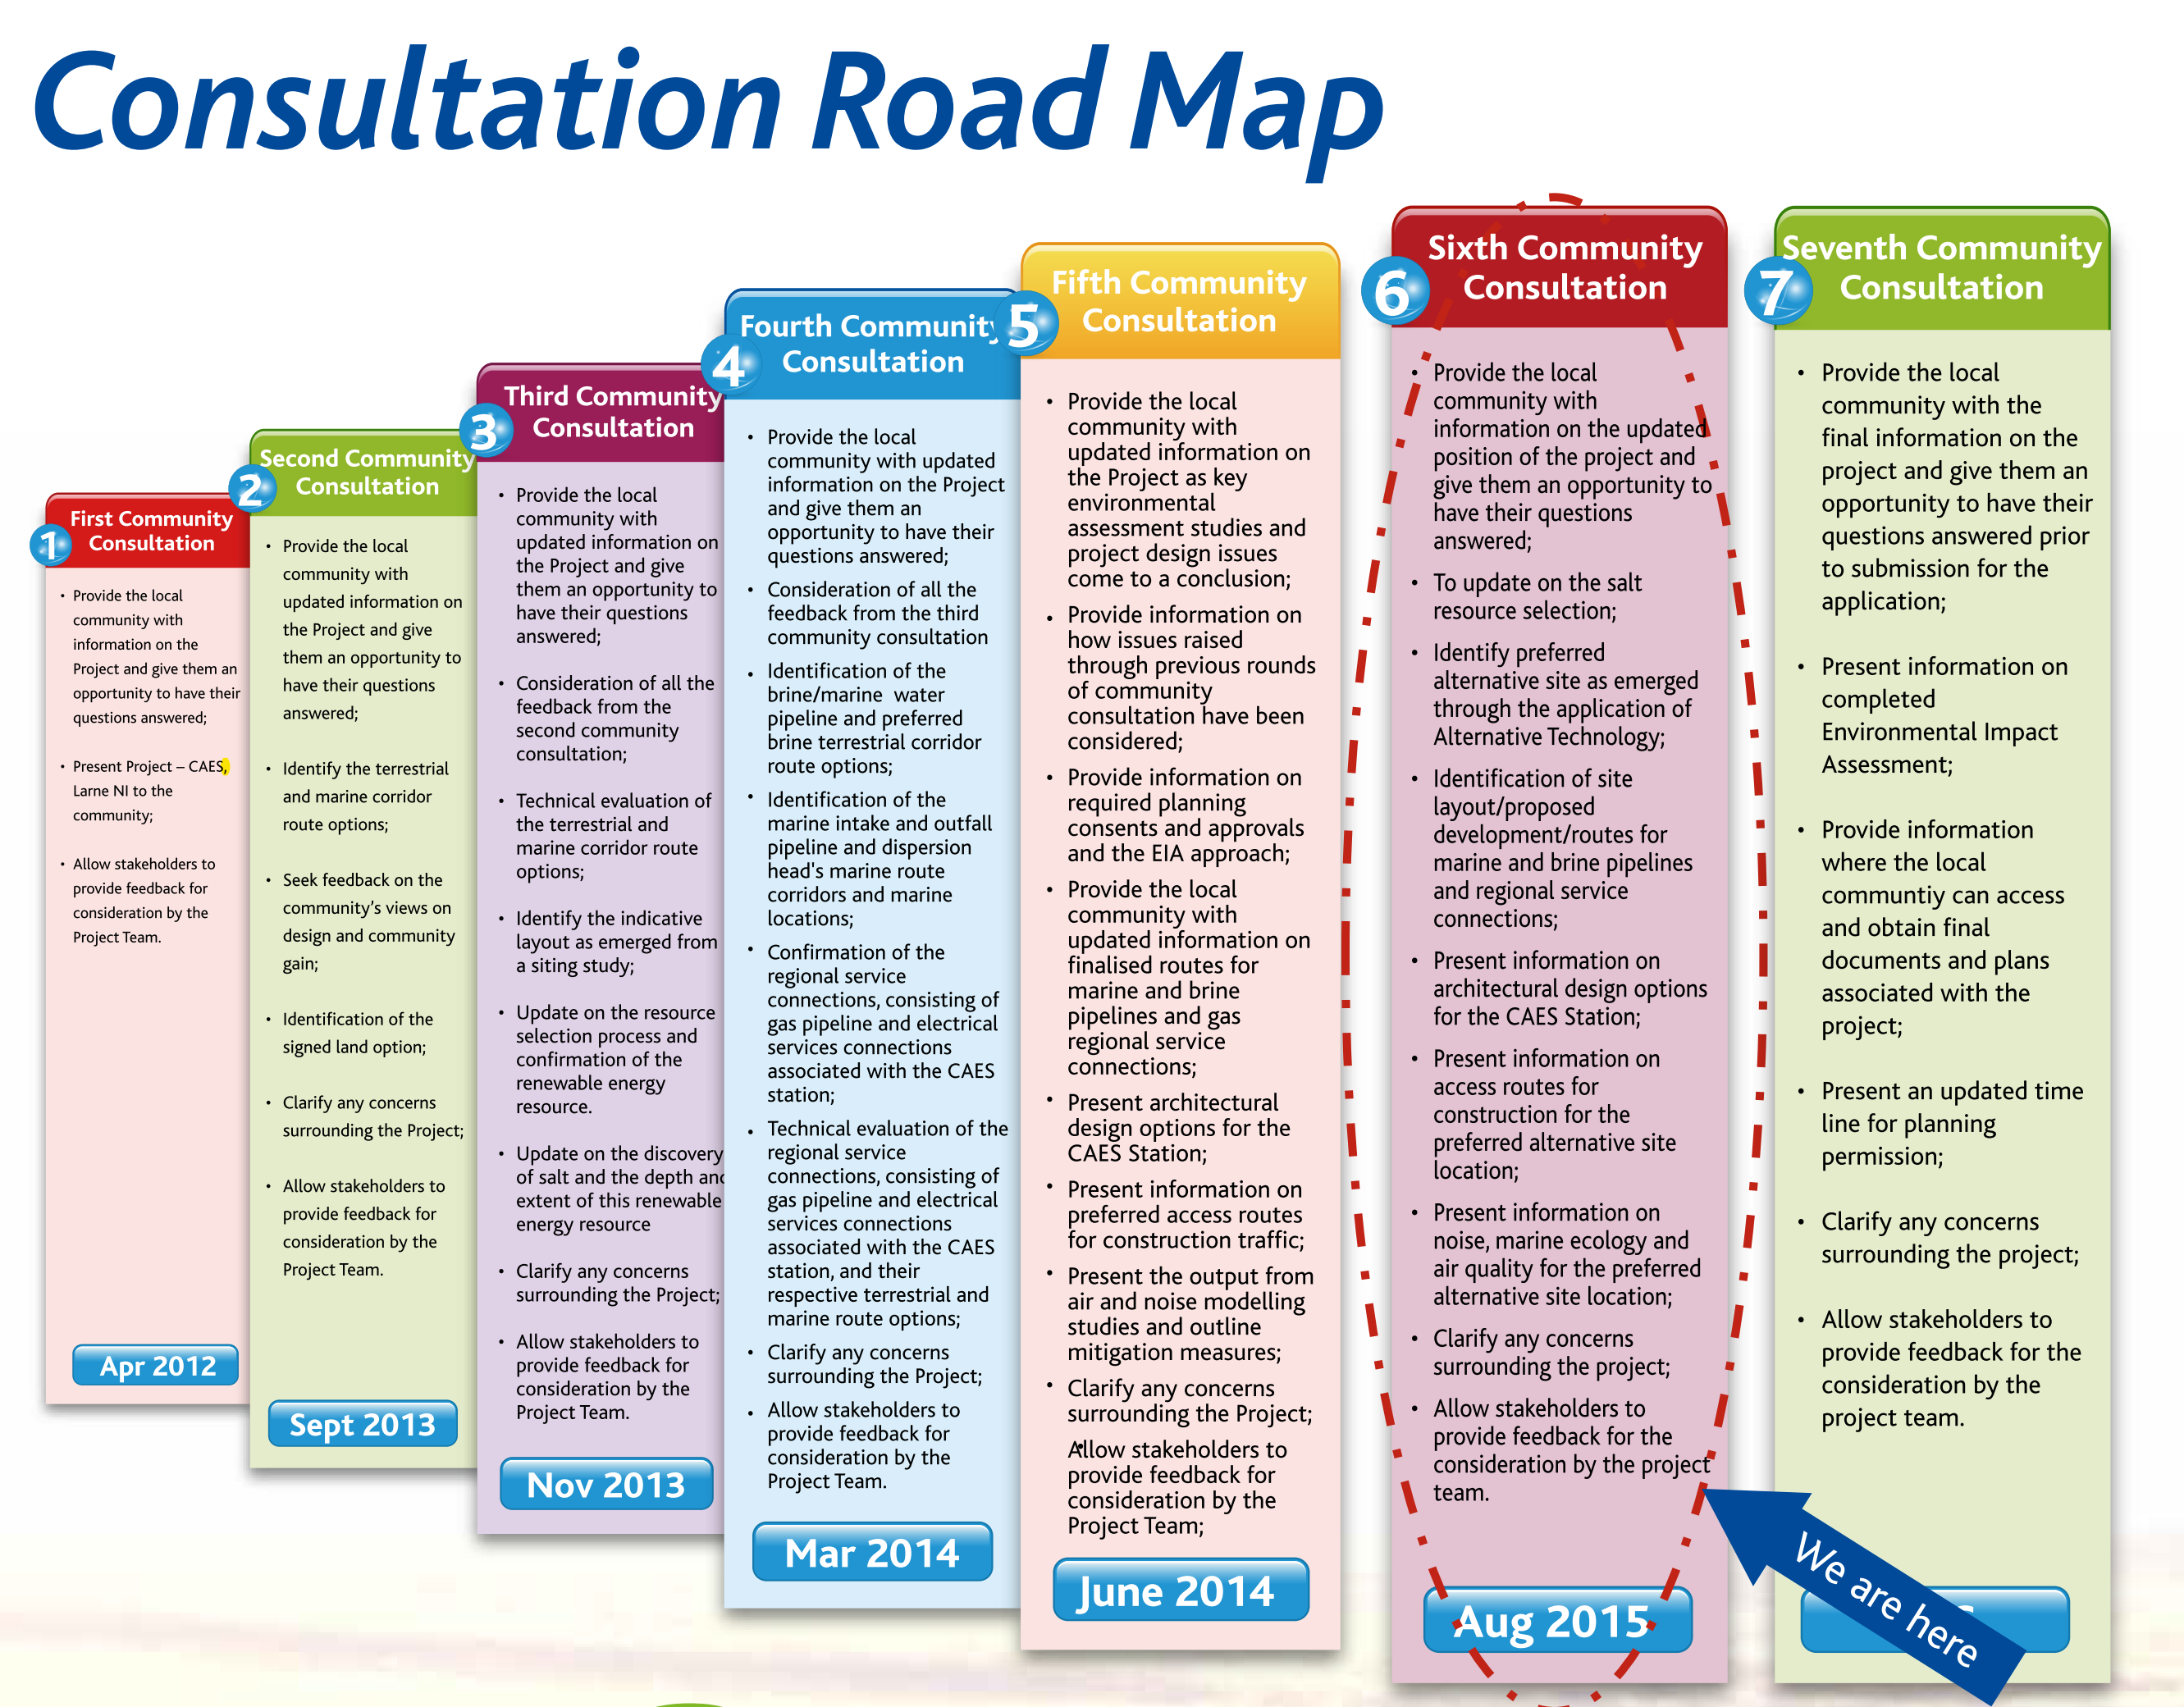 Consultation Road Map
1
First Community
Consultation
• Provide the local
community with
information on the
Project and give them an
opportunity to have their
questions answered;
• Present Project – CAES,
Larne NI to the
community;
• Allow stakeholders to
provide feedback for
consideration by the
Project Team.
Apr 2012
2
Second Community
Consultation
• Provide the local
community with
updated information on
the Project and give
them an opportunity to
have their questions
answered;
• Identify the terrestrial
and marine corridor
route options;
• Seek feedback on the
community’s views on
design and community
gain;
• Identification of the
signed land option;
• Clarify any concerns
surrounding the Project;
• Allow stakeholders to
provide feedback for
consideration by the
Project Team.
Sept 2013
3
Third Community
Consultation
• Provide the local
community with
updated information on
the Project and give
them an opportunity to
have their questions
answered;
• Consideration of all the
feedback from the
second community
consultation;
• Technical evaluation of
the terrestrial and
marine corridor route
options;
• Identify the indicative
layout as emerged from
a siting study;
• Update on the resource
selection process and
confirmation of the
renewable energy
resource.
• Update on the discovery
of salt and the depth and
extent of this renewable
energy resource
• Clarify any concerns
surrounding the Project;
• Allow stakeholders to
provide feedback for
consideration by the
Project Team.
Nov 2013
4
Fourth Community
Consultation
• Provide the local
community with updated
information on the Project
and give them an
opportunity to have their
questions answered;
• Consideration of all the
feedback from the third
community consultation
• Identification of the
brine/marine water
pipeline and preferred
brine terrestrial corridor
route options;
• Identification of the
marine intake and outfall
pipeline and dispersion
head's marine route
corridors and marine
locations;
• Confirmation of the
regional service
connections, consisting of
gas pipeline and electrical
services connections
associated with the CAES
station;
• Technical evaluation of the
regional service
connections, consisting of
gas pipeline and electrical
services connections
associated with the CAES
station, and their
respective terrestrial and
marine route options;
• Clarify any concerns
surrounding the Project;
• Allow stakeholders to
provide feedback for
consideration by the
Project Team.
Mar 2014
5
Fifth Community
Consultation
• Provide the local
community with
updated information on
the Project as key
environmental
assessment studies and
project design issues
come to a conclusion;
• Provide information on
how issues raised
through previous rounds
of community
consultation have been
considered;
• Provide information on
required planning
consents and approvals
and the EIA approach;
• Provide the local
community with
updated information on
finalised routes for
marine and brine
pipelines and gas
regional service
connections;
• Present architectural
design options for the
CAES Station;
• Present information on
preferred access routes
for construction traffic;
• Present the output from
air and noise modelling
studies and outline
mitigation measures;
• Clarify any concerns
surrounding the Project;
• Allow stakeholders to
provide feedback for
consideration by the
Project Team;
June 2014
6
Sixth Community
Consultation
• Provide the local
community with
information on the updated
position of the project and
give them an opportunity to
have their questions
answered;
• To update on the salt
resource selection;
• Identify preferred
alternative site as emerged
through the application of
Alternative Technology;
• Identification of site
layout/proposed
development/routes for
marine and brine pipelines
and regional service
connections;
• Present information on
architectural design options
for the CAES Station;
• Present information on
access routes for
construction for the
preferred alternative site
location;
• Present information on
noise, marine ecology and
air quality for the preferred
alternative site location;
• Clarify any concerns
surrounding the project;
• Allow stakeholders to
provide feedback for the
consideration by the project
team.
Aug 2015
7
Seventh Community
Consultation
• Provide the local
community with the
final information on the
project and give them an
opportunity to have their
questions answered prior
to submission for the
application;
• Present information on
completed
Environmental Impact
Assessment;
• Provide information
where the local
communtiy can access
and obtain final
documents and plans
associated with the
project;
• Present an updated time
line for planning
permission;
• Clarify any concerns
surrounding the project;
• Allow stakeholders to
provide feedback for the
consideration by the
project team.
We are here